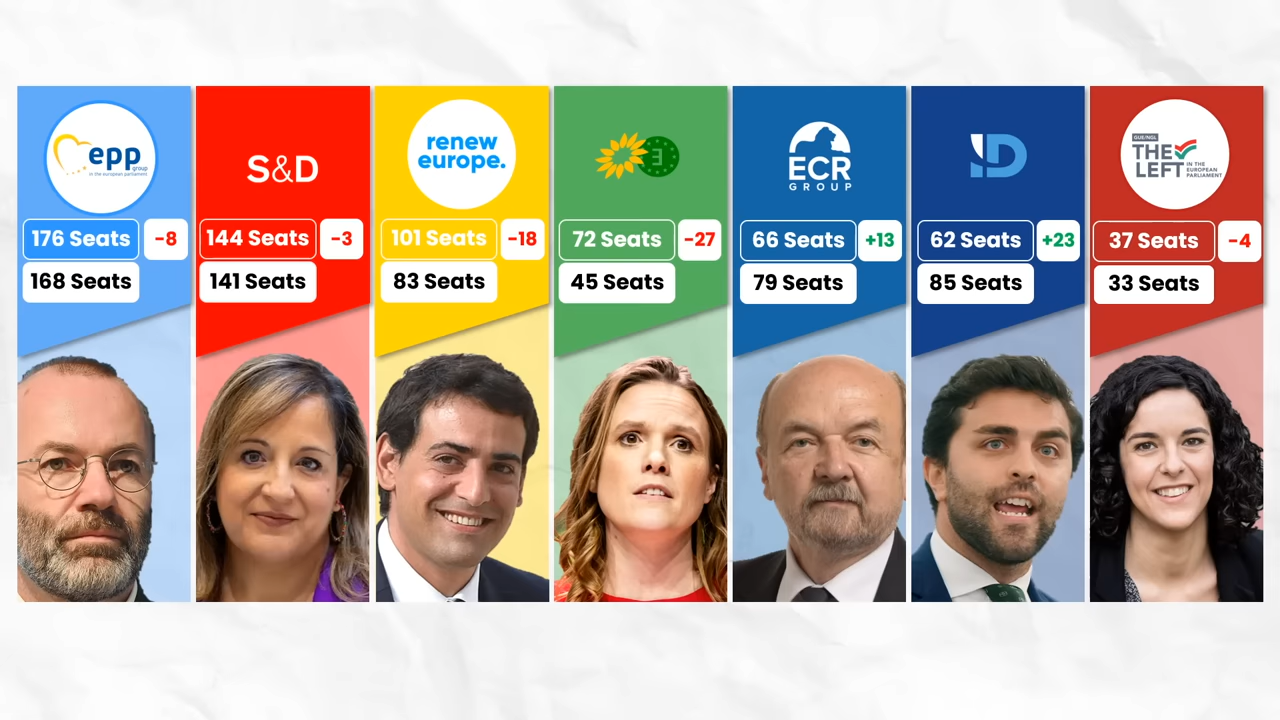 epp
group
in the european parliament
176 Seats
-8
168 Seats
S&D
144 Seats
-3
141 Seats
renew
europe.
101 Seats
-18
83 Seats
72 Seats
-27
45 Seats
ECR
GROUP
66 Seats
+13
79 Seats
ID
62 Seats
+23
85 Seats
GUE/NGL
THE
LEFT
IN THE
EUROPEAN
PARLIAMENT
37 Seats
-4
33 Seats